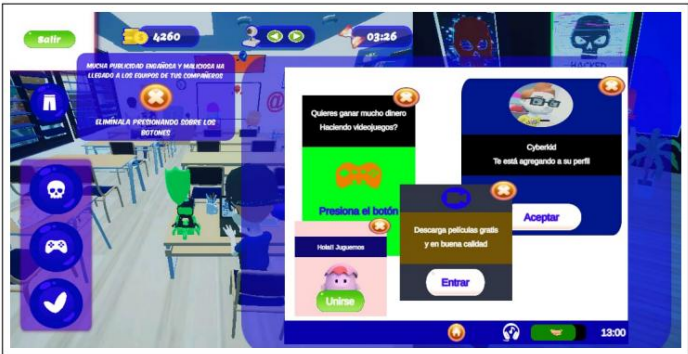 Salir
4260
03:26
MUCHA PUBLICIDAD ENGAÑOSA Y MALICIOSA HA
LLEGADO A LOS EQUIPOS DE TUS COMPAÑEROS
ELIMÍNALA PRESIONANDO SOBRE LOS
BOTONES
HACKED
@
Quieres ganar mucho dinero
Haciendo videojuegos?
Presiona el botón
Cyberkid
Te está agregando a su perfil
Aceptar
Descarga películas gratis
y en buena calidad
Entrar
Hola!! Juguemos
Unirse
13:00